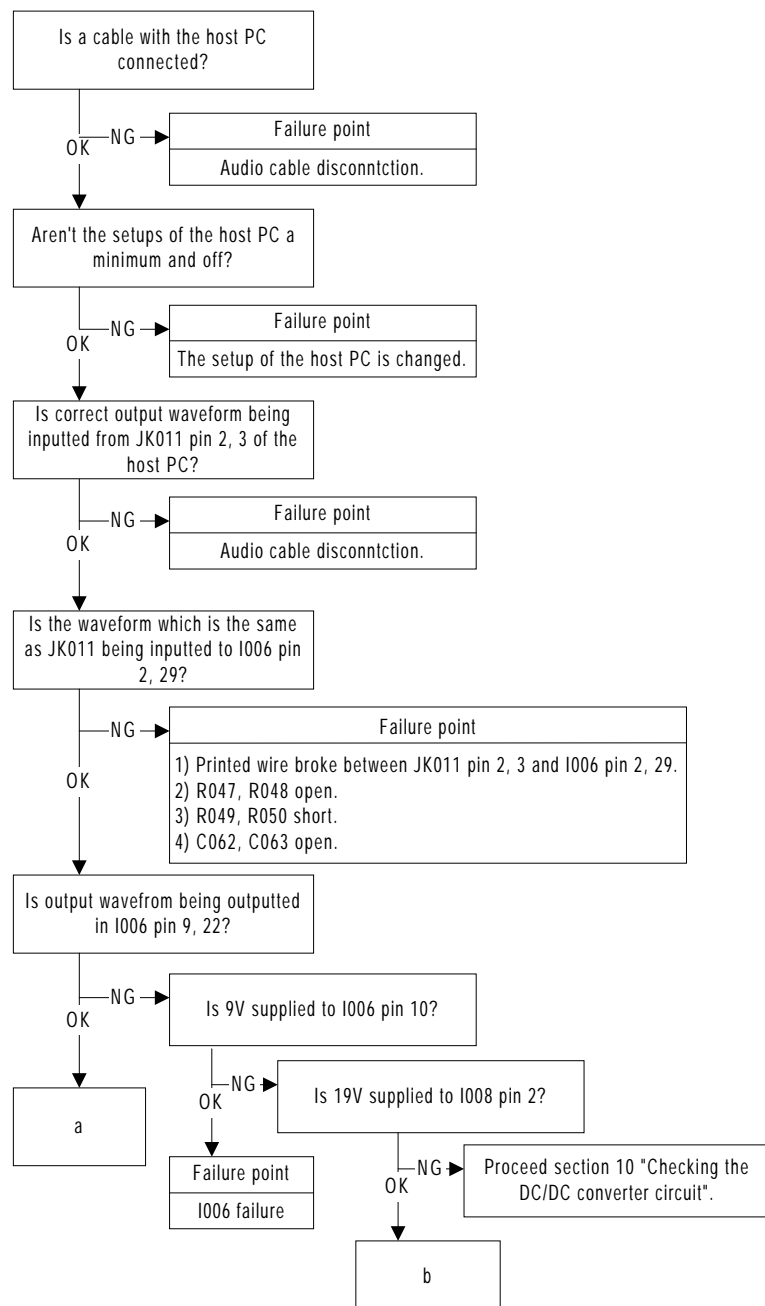 Is a cable with the host PC
connected?
NG
OK
Failure point
Audio cable disconntction.
Aren't the setups of the host PC a
minimum and off?
NG
OK
Failure point
The setup of the host PC is changed.
Is correct output waveform being
inputted from JK011 pin 2, 3 of the
host PC?
NG
OK
Failure point
Audio cable disconntction.
Is the waveform which is the same
as JK011 being inputted to I006 pin
2, 29?
NG
OK
Failure point
1) Printed wire broke between JK011 pin 2, 3 and I006 pin 2, 29.
2) R047, R048 open.
3) R049, R050 short.
4) C062, C063 open.
Is output wavefrom being outputted
in I006 pin 9, 22?
NG
OK
Is 9V supplied to I006 pin 10?
a
NG
OK
Is 19V supplied to I008 pin 2?
Failure point
I006 failure
NG
OK
Proceed section 10 "Checking the
DC/DC converter circuit".
b